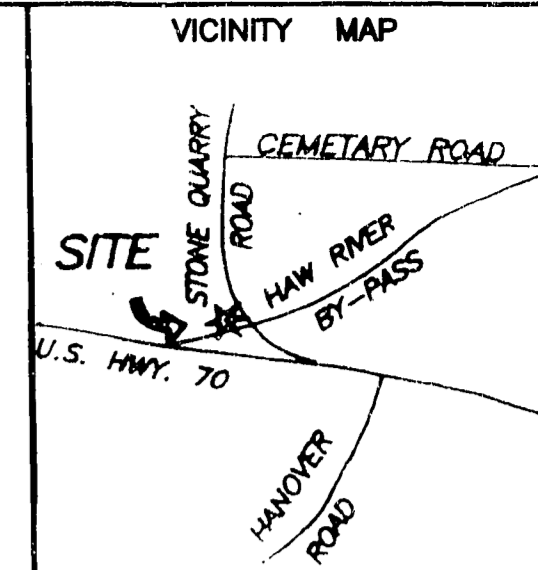 VICINITY MAP
CEMETARY ROAD
STONE QUARRY
ROAD
SITE
HAW RIVER
BY-PASS
U.S. HWY. 70
HANOVER
ROAD